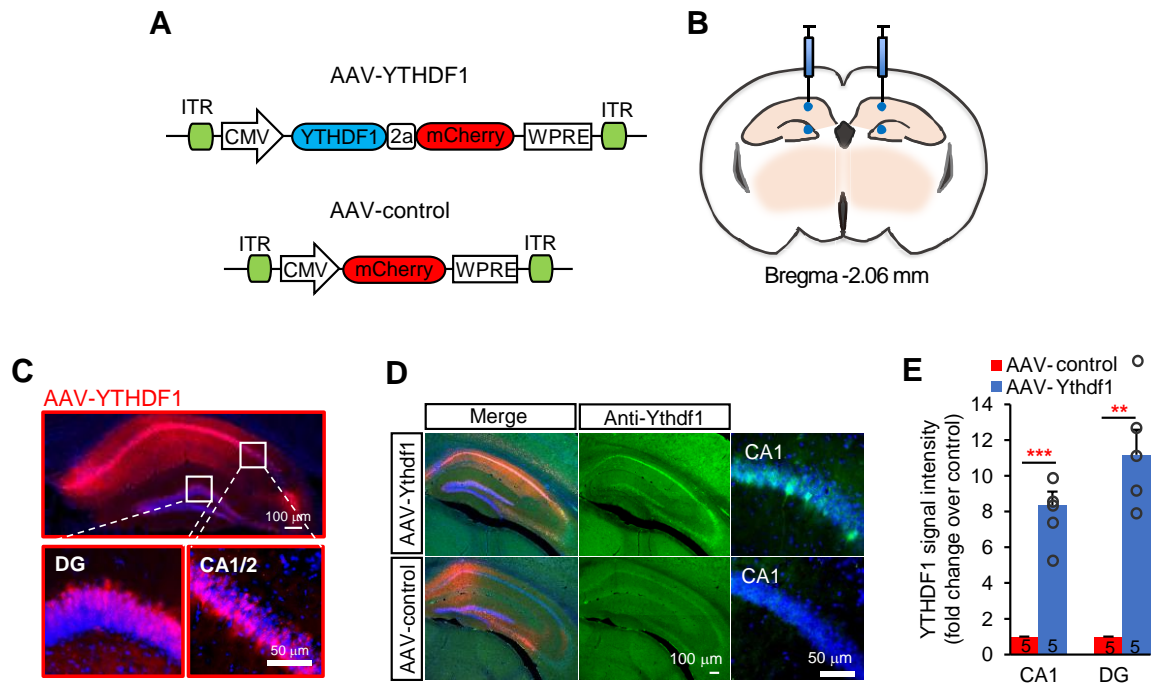 A
AAV-YTHDF1
ITR
ITR
CMV
YTHDF1
2a
mCherry
WPRE
AAV-control
ITR
ITR
CMV
mCherry
WPRE
B
Bregma -2.06 mm
C
AAV-YTHDF1
100 μm
DG
CA1/2
50 μm
D
Merge
Anti-Ythdf1
AAV-Ythdf1
CA1
AAV-control
CA1
100 μm
50 μm
E
AAV-control
AAV-Ythdf1
YTHDF1 signal intensity
(fold change over control)
14
12
10
8
6
4
2
0
***
**
5
5
5
5
CA1
DG